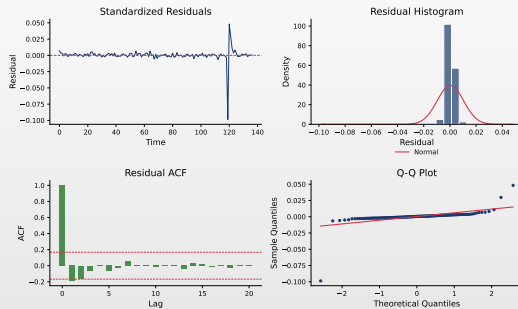 Standardized Residuals
0.050
0.025
0.000
−0.025
−0.050
−0.075
−0.100
Residual
0 20 40 60 80 100 120 140
Time
Residual Histogram
100
80
60
40
20
0
Density
−0.10 −0.08 −0.06 −0.04 −0.02 0.00 0.02 0.04
Residual
Normal
Residual ACF
1.0
0.8
0.6
0.4
0.2
0.0
−0.2
ACF
0 5 10 15 20
Lag
Q-Q Plot
0.050
0.025
0.000
−0.025
−0.050
−0.075
−0.100
Sample Quantiles
−2 −1 0 1 2
Theoretical Quantiles